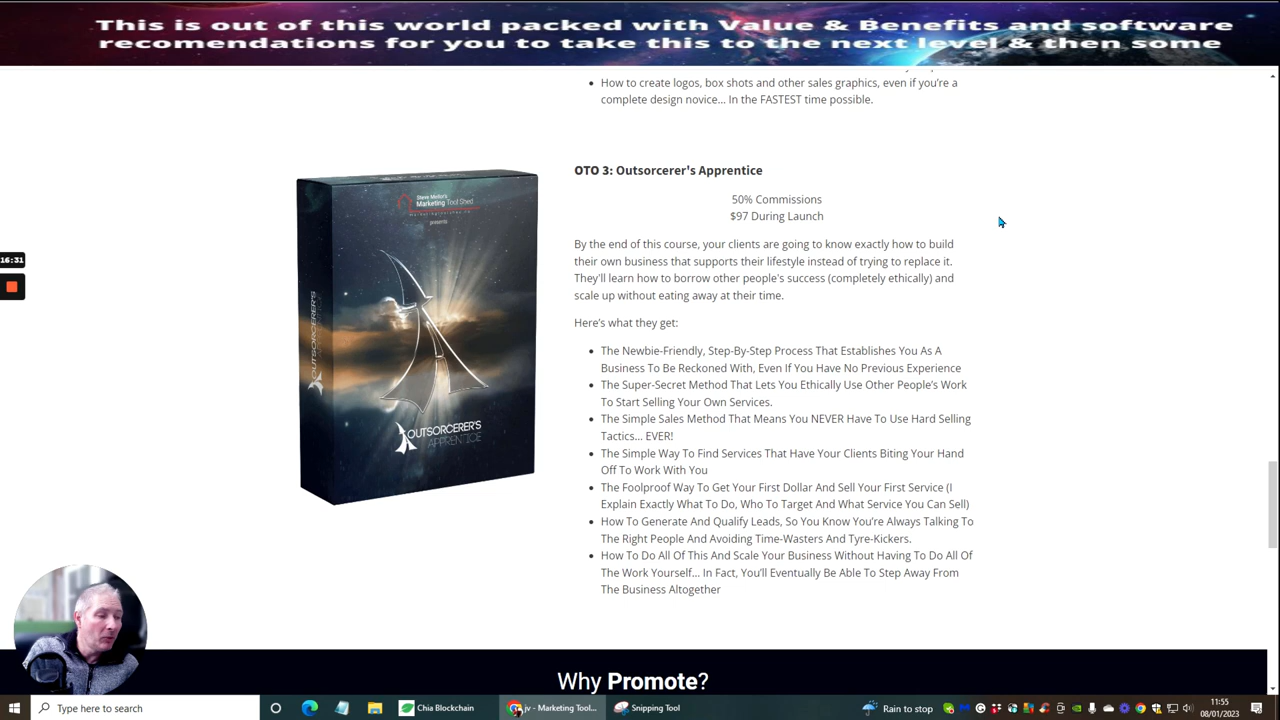 This is out of this world packed with Value & Benefits and software
recomendations for you to take this to the next level & then some
How to create logos, box shots and other sales graphics, even if you're a
complete design novice... In the FASTEST time possible.
OTO 3: Outsorcerer's Apprentice
50% Commissions
$97 During Launch
By the end of this course, your clients are going to know exactly how to build
their own business that supports their lifestyle instead of trying to replace it.
They'll learn how to borrow other people's success (completely ethically) and
scale up without eating away at their time.
Here's what they get:
The Newbie-Friendly, Step-By-Step Process That Establishes You As A
Business To Be Reckoned With, Even If You Have No Previous Experience
The Super-Secret Method That Lets You Ethically Use Other People's Work
To Start Selling Your Own Services.
The Simple Sales Method That Means You NEVER Have To Use Hard Selling
Tactics... EVER!
The Simple Way To Find Services That Have Your Clients Biting Your Hand
Off To Work With You
The Foolproof Way To Get Your First Dollar And Sell Your First Service (I
Explain Exactly What To Do, Who To Target And What Service You Can Sell)
How To Generate And Qualify Leads, So You Know You're Always Talking To
The Right People And Avoiding Time-Wasters And Tyre-Kickers.
How To Do All Of This And Scale Your Business Without Having To Do All Of
The Work Yourself... In Fact, You'll Eventually Be Able To Step Away From
The Business Altogether
Steve Mellor's
Marketing Tool Shed
presents
OUTSORCERER'S
APPRENTICE
OUTSORCERER'S
16:31
Why Promote?
Type here to search
Chia Blockchain
jv - Marketing Tool...
Snipping Tool
Rain to stop
11:55
08/01/2023